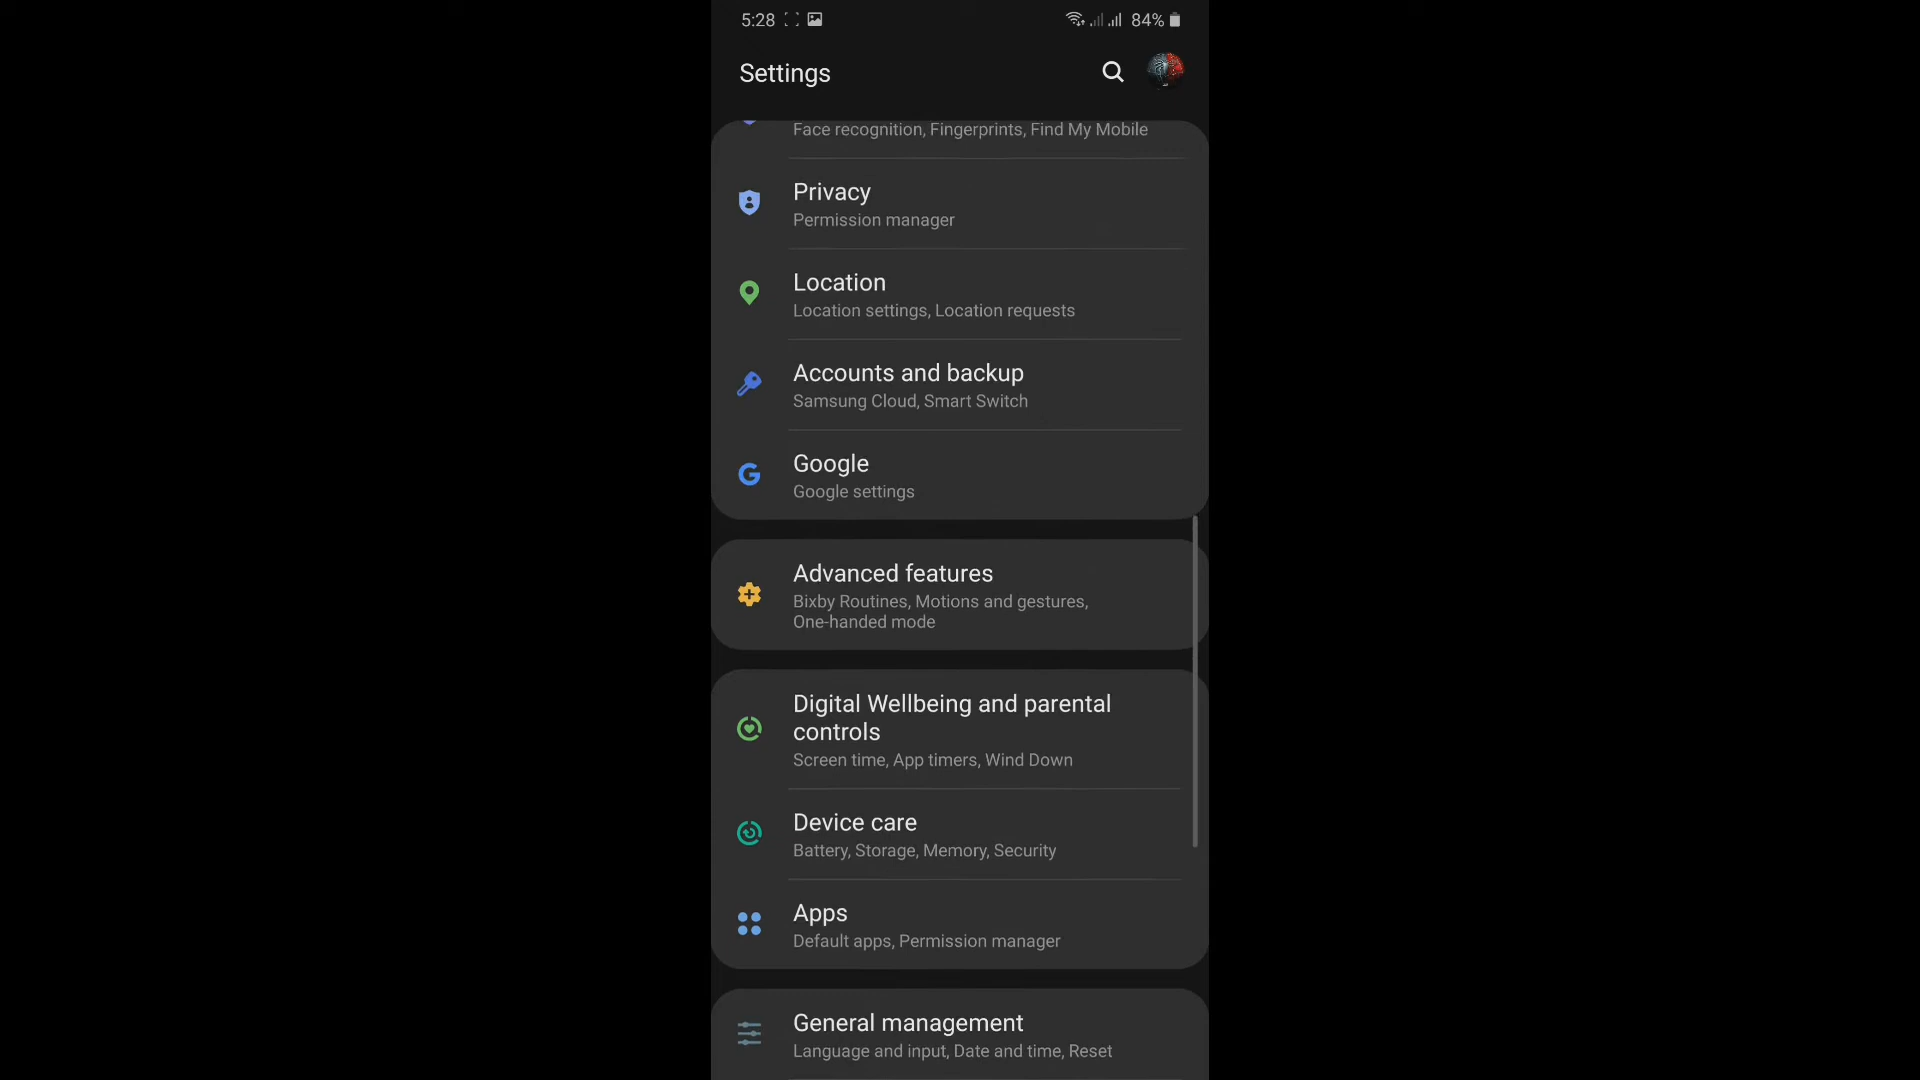 5:28
84%
Settings
Face recognition, Fingerprints, Find My Mobile
Privacy
Permission manager
Location
Location settings, Location requests
Accounts and backup
Samsung Cloud, Smart Switch
Google
Google settings
Advanced features
Bixby Routines, Motions and gestures,
One-handed mode
Digital Wellbeing and parental
controls
Screen time, App timers, Wind Down
Device care
Battery, Storage, Memory, Security
Apps
Default apps, Permission manager
General management
Language and input, Date and time, Reset